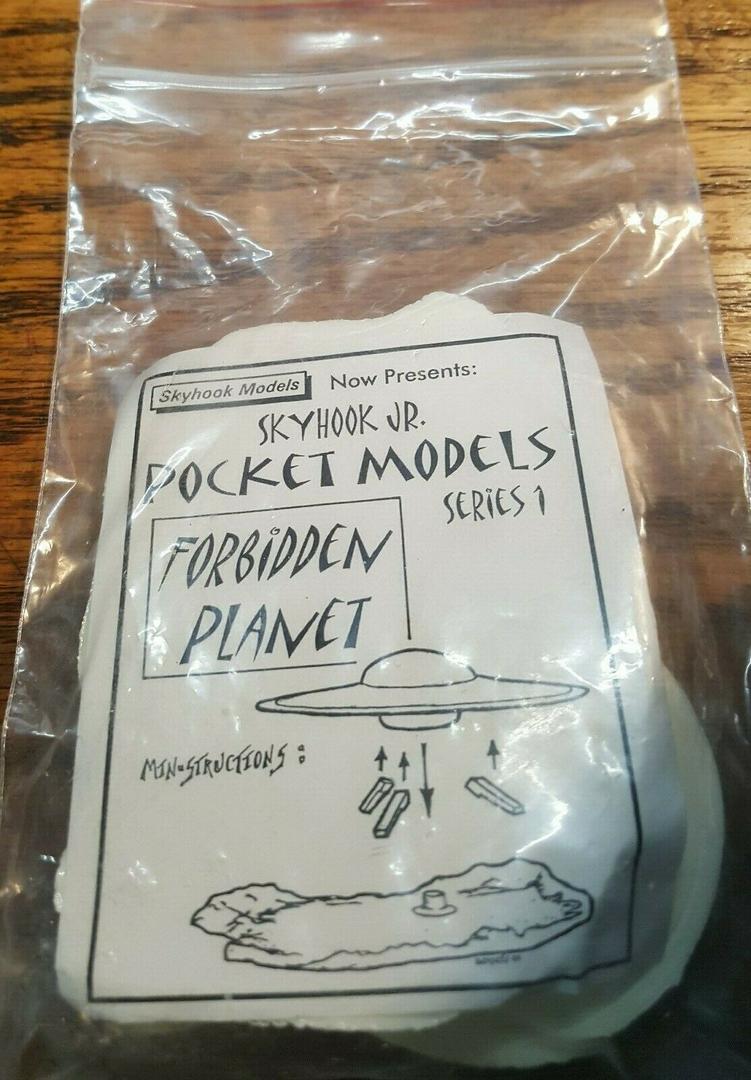 Skyhook Models Now Presents:
SKYHOOK JR.
POCKET MODELS
SERIES 1
FORBiDDEN
PLANET
MIN-STRUCTIONS: